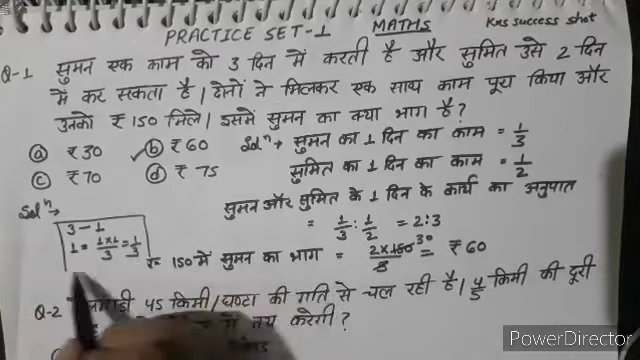 PRACTICE SET-1 MATHS Krs success shot
Q-1 सुमन एक काम को 3 दिन में करती है और सुमित उसे 2 दिन
में कर सकता है / दोनों ने मिलकर एक साथ काम पूरा किया और
उनको ₹ 150 मिले / इसमें सुमन का क्या भाग है ?
(a) ₹ 30 (b) ₹ 60
(c) ₹ 70 (d) ₹ 75
Solⁿ→ सुमन का 1 दिन का काम = 1/3
सुमित का 1 दिन का काम = 1/2
सुमन और सुमित के 1 दिन के कार्य का अनुपात
= 1/3 : 1/2 = 2:3
₹ 150 में सुमन का भाग = 2×150/5 30 = ₹ 60
Solⁿ→
3 - 1
1 = 1×1/3 = 1/3
Q-2 45 किमी / घण्टा की गति से चल रही है / 4/5 किमी की दूरी
में तय करेगी ?
PowerDirector